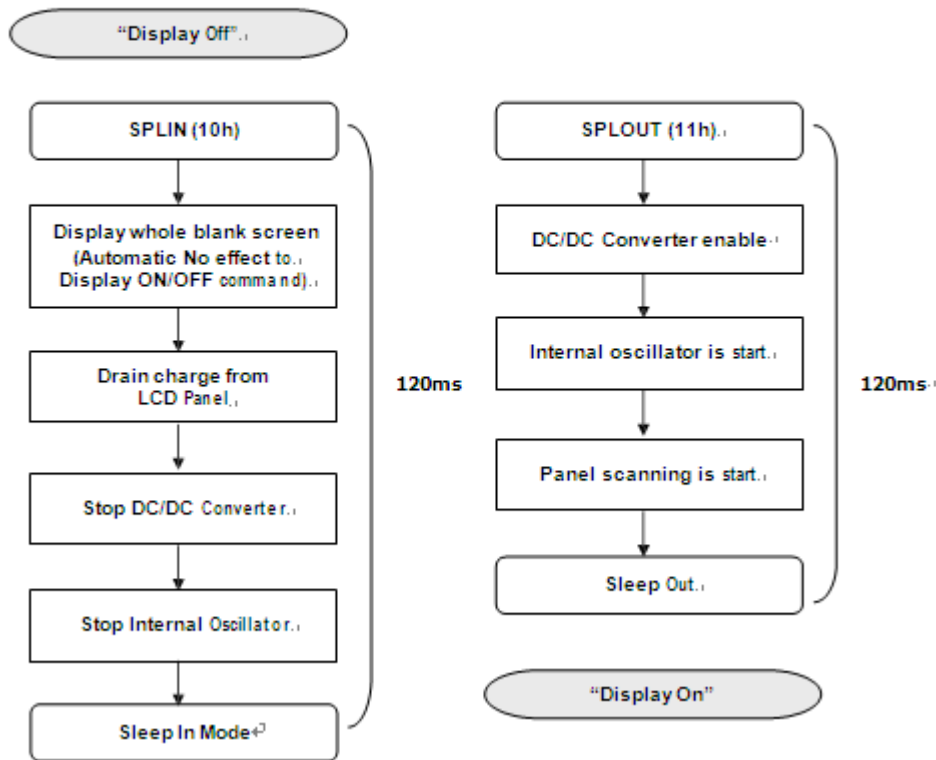 “Display Off”.
SPLIN (10h)
Display whole blank screen
(Automatic No effect to.
Display ON/OFF command).
Drain charge from
LCD Panel.
Stop DC/DC Converter.
Stop Internal Oscillator.
Sleep In Mode↵
120ms
SPLOUT (11h).
DC/DC Converter enable.
Internal oscillator is start.
Panel scanning is start.
Sleep Out.
120ms.
“Display On”